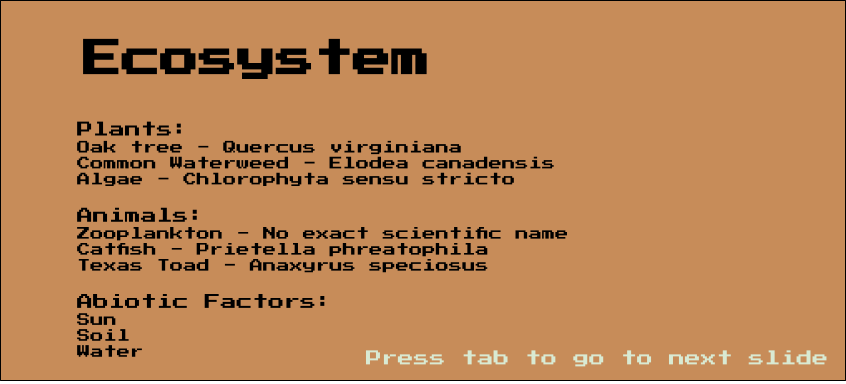 Ecosystem
Plants:
Oak tree - Quercus virginiana
Common Waterweed - Elodea canadensis
Algae - Chlorophyta sensu stricto
Animals:
Zooplankton - No exact scientific name
Catfish - Prietella phreatophila
Texas Toad - Anaxyrus speciosus
Abiotic Factors:
Sun
Soil
Water
Press tab to go to next slide